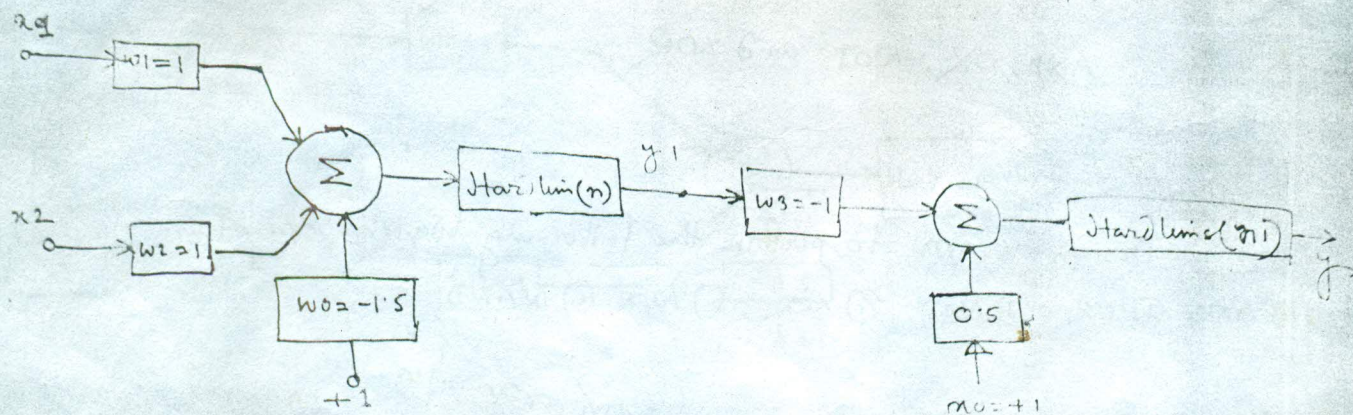 x1
w1=1
x2
w2=1
Σ
w0=-1.5
+1
Hardlim(n)
y1
w3=-1
Σ
0.5
x0=+1
Hardlims(n1)
y